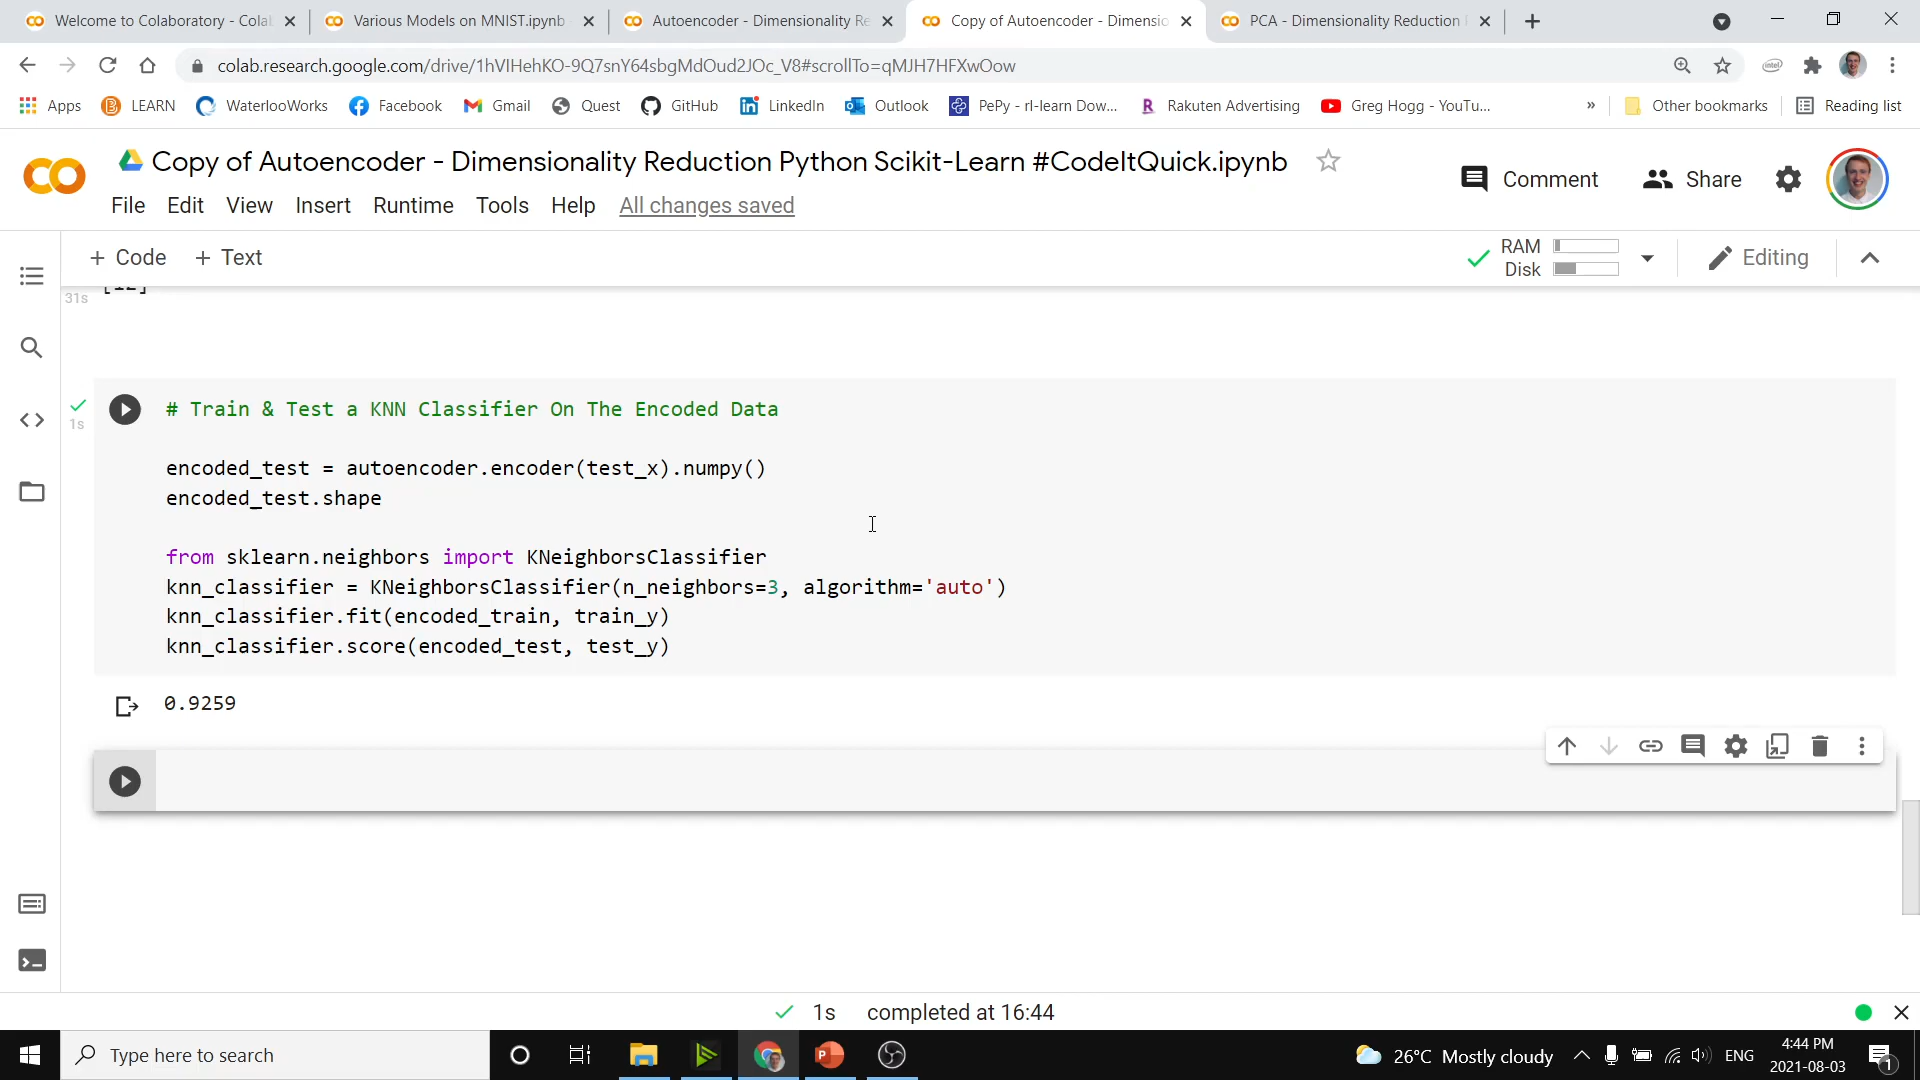 Welcome to Colaboratory - Cola
Various Models on MNIST.ipynb
Autoencoder - Dimensionality Re
Copy of Autoencoder - Dimensio
PCA - Dimensionality Reduction
colab.research.google.com/drive/1hVIHehKO-9Q7snY64sbgMdOud2JOc_V8#scrollTo=qMJH7HFXwOow
Apps LEARN WaterlooWorks Facebook Gmail Quest GitHub LinkedIn Outlook PePy - rl-learn Dow... Rakuten Advertising Greg Hogg - YouTu... » Other bookmarks Reading list
Copy of Autoencoder - Dimensionality Reduction Python Scikit-Learn #CodeItQuick.ipynb
Comment Share
File Edit View Insert Runtime Tools Help All changes saved
+ Code + Text
RAM
Disk
Editing
31s
# Train & Test a KNN Classifier On The Encoded Data
1s
encoded_test = autoencoder.encoder(test_x).numpy()
encoded_test.shape
from sklearn.neighbors import KNeighborsClassifier
knn_classifier = KNeighborsClassifier(n_neighbors=3, algorithm='auto')
knn_classifier.fit(encoded_train, train_y)
knn_classifier.score(encoded_test, test_y)
0.9259
1s completed at 16:44
Type here to search
26°C Mostly cloudy
ENG
4:44 PM
2021-08-03
1